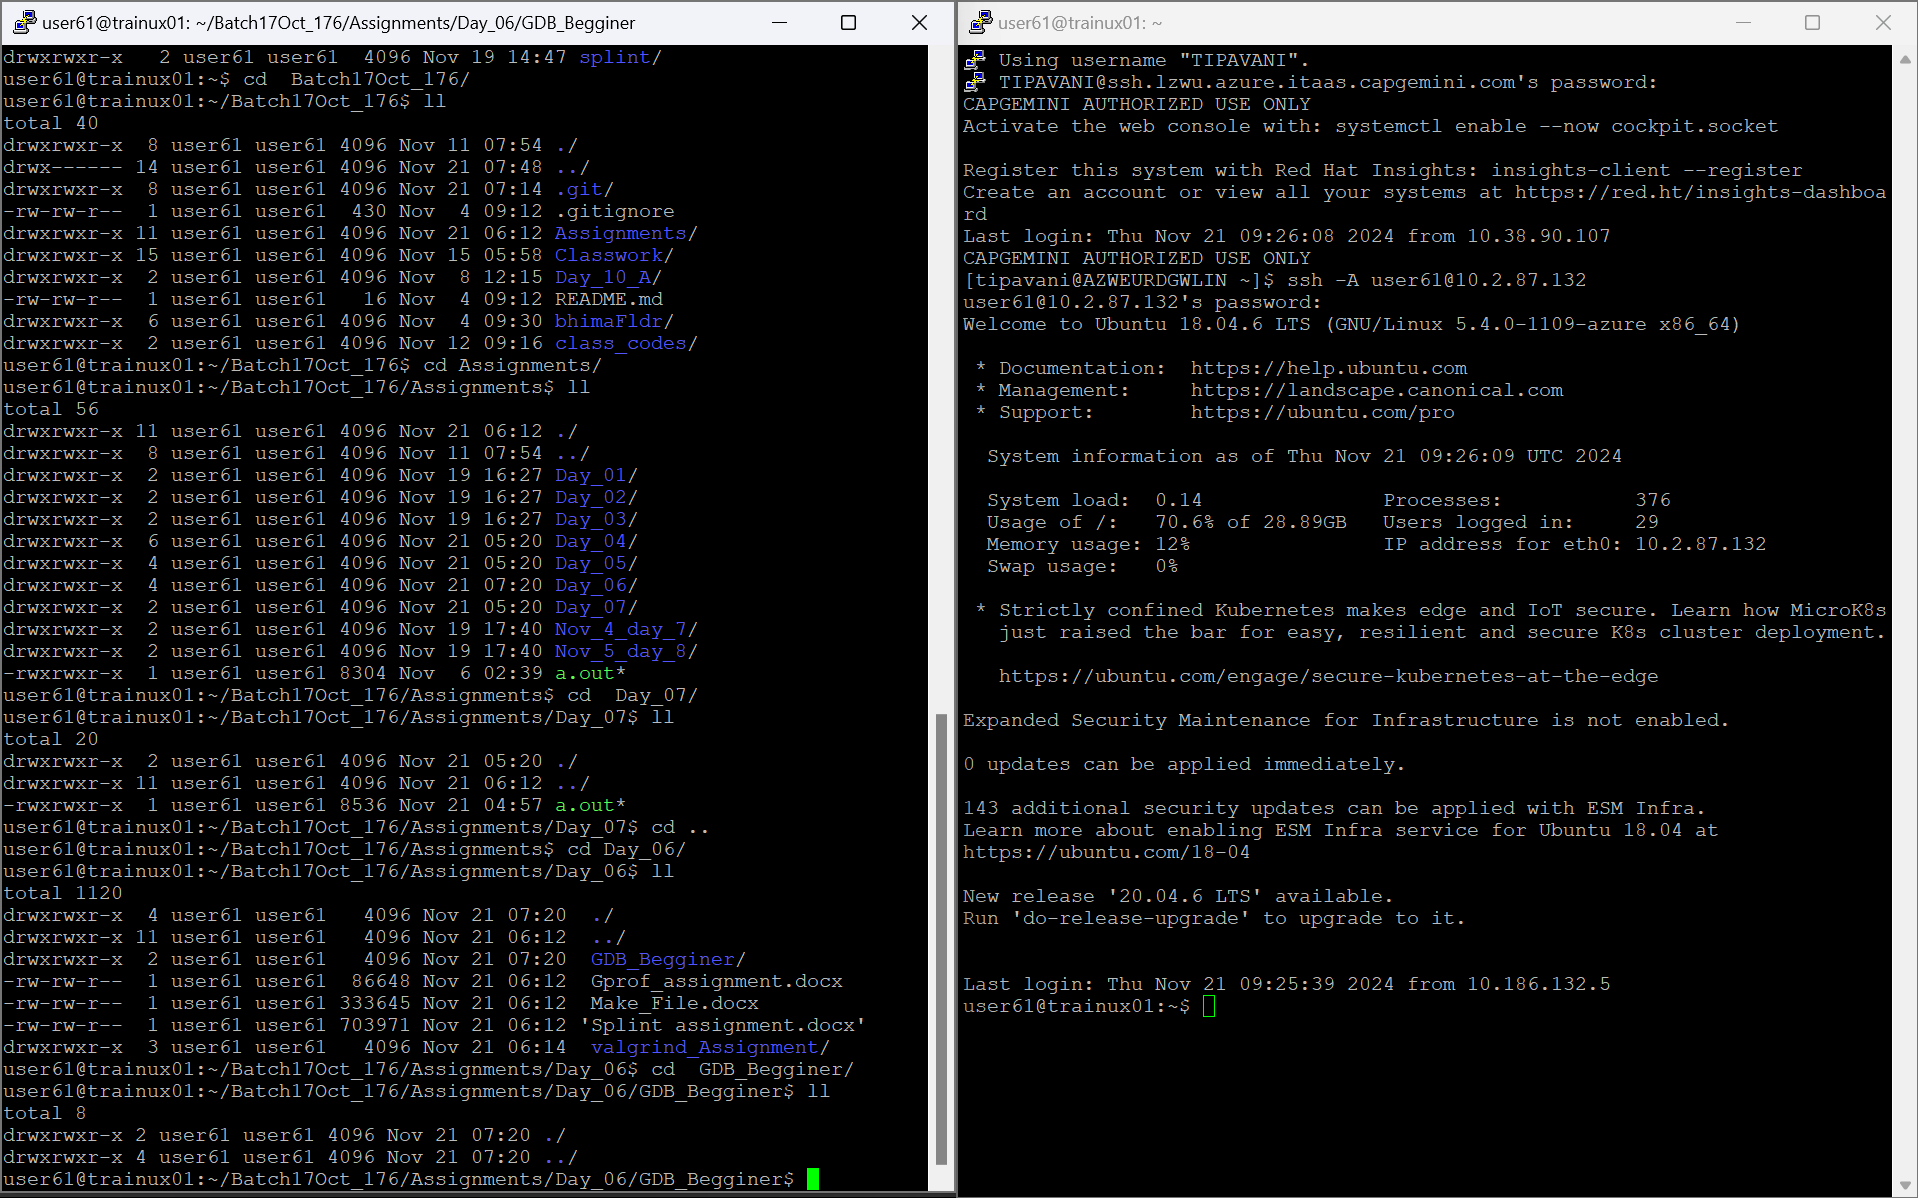 user61@trainux01: ~/Batch17Oct_176/Assignments/Day_06/GDB_Begginer
drwxrwxr-x   2 user61 user61  4096 Nov 19 14:47 splint/
user61@trainux01:~$ cd  Batch17Oct_176/
user61@trainux01:~/Batch17Oct_176$ ll
total 40
drwxrwxr-x  8 user61 user61 4096 Nov 11 07:54 ./
drwx------ 14 user61 user61 4096 Nov 21 07:48 ../
drwxrwxr-x  8 user61 user61 4096 Nov 21 07:14 .git/
-rw-rw-r--  1 user61 user61  430 Nov  4 09:12 .gitignore
drwxrwxr-x 11 user61 user61 4096 Nov 21 06:12 Assignments/
drwxrwxr-x 15 user61 user61 4096 Nov 15 05:58 Classwork/
drwxrwxr-x  2 user61 user61 4096 Nov  8 12:15 Day_10_A/
-rw-rw-r--  1 user61 user61   16 Nov  4 09:12 README.md
drwxrwxr-x  6 user61 user61 4096 Nov  4 09:30 bhimaFldr/
drwxrwxr-x  2 user61 user61 4096 Nov 12 09:16 class_codes/
user61@trainux01:~/Batch17Oct_176$ cd Assignments/
user61@trainux01:~/Batch17Oct_176/Assignments$ ll
total 56
drwxrwxr-x 11 user61 user61 4096 Nov 21 06:12 ./
drwxrwxr-x  8 user61 user61 4096 Nov 11 07:54 ../
drwxrwxr-x  2 user61 user61 4096 Nov 19 16:27 Day_01/
drwxrwxr-x  2 user61 user61 4096 Nov 19 16:27 Day_02/
drwxrwxr-x  2 user61 user61 4096 Nov 19 16:27 Day_03/
drwxrwxr-x  6 user61 user61 4096 Nov 21 05:20 Day_04/
drwxrwxr-x  4 user61 user61 4096 Nov 21 05:20 Day_05/
drwxrwxr-x  4 user61 user61 4096 Nov 21 07:20 Day_06/
drwxrwxr-x  2 user61 user61 4096 Nov 21 05:20 Day_07/
drwxrwxr-x  2 user61 user61 4096 Nov 19 17:40 Nov_4_day_7/
drwxrwxr-x  2 user61 user61 4096 Nov 19 17:40 Nov_5_day_8/
-rwxrwxr-x  1 user61 user61 8304 Nov  6 02:39 a.out*
user61@trainux01:~/Batch17Oct_176/Assignments$ cd  Day_07/
user61@trainux01:~/Batch17Oct_176/Assignments/Day_07$ ll
total 20
drwxrwxr-x  2 user61 user61 4096 Nov 21 05:20 ./
drwxrwxr-x 11 user61 user61 4096 Nov 21 06:12 ../
-rwxrwxr-x  1 user61 user61 8536 Nov 21 04:57 a.out*
user61@trainux01:~/Batch17Oct_176/Assignments/Day_07$ cd ..
user61@trainux01:~/Batch17Oct_176/Assignments$ cd Day_06/
user61@trainux01:~/Batch17Oct_176/Assignments/Day_06$ ll
total 1120
drwxrwxr-x  4 user61 user61   4096 Nov 21 07:20  ./
drwxrwxr-x 11 user61 user61   4096 Nov 21 06:12  ../
drwxrwxr-x  2 user61 user61   4096 Nov 21 07:20  GDB_Begginer/
-rw-rw-r--  1 user61 user61  86648 Nov 21 06:12  Gprof_assignment.docx
-rw-rw-r--  1 user61 user61 333645 Nov 21 06:12  Make_File.docx
-rw-rw-r--  1 user61 user61 703971 Nov 21 06:12 'Splint assignment.docx'
drwxrwxr-x  3 user61 user61   4096 Nov 21 06:14  valgrind_Assignment/
user61@trainux01:~/Batch17Oct_176/Assignments/Day_06$ cd  GDB_Begginer/
user61@trainux01:~/Batch17Oct_176/Assignments/Day_06/GDB_Begginer$ ll
total 8
drwxrwxr-x 2 user61 user61 4096 Nov 21 07:20 ./
drwxrwxr-x 4 user61 user61 4096 Nov 21 07:20 ../
user61@trainux01:~/Batch17Oct_176/Assignments/Day_06/GDB_Begginer$
user61@trainux01: ~
Using username "TIPAVANI".
TIPAVANI@ssh.lzwu.azure.itaas.capgemini.com's password:
CAPGEMINI AUTHORIZED USE ONLY
Activate the web console with: systemctl enable --now cockpit.socket
Register this system with Red Hat Insights: insights-client --register
Create an account or view all your systems at https://red.ht/insights-dashboa
rd
Last login: Thu Nov 21 09:26:08 2024 from 10.38.90.107
CAPGEMINI AUTHORIZED USE ONLY
[tipavani@AZWEURDGWLIN ~]$ ssh -A user61@10.2.87.132
user61@10.2.87.132's password:
Welcome to Ubuntu 18.04.6 LTS (GNU/Linux 5.4.0-1109-azure x86_64)
 * Documentation:  https://help.ubuntu.com
 * Management:     https://landscape.canonical.com
 * Support:        https://ubuntu.com/pro
  System information as of Thu Nov 21 09:26:09 UTC 2024
  System load:  0.14               Processes:           376
  Usage of /:   70.6% of 28.89GB   Users logged in:     29
  Memory usage: 12%                IP address for eth0: 10.2.87.132
  Swap usage:   0%
 * Strictly confined Kubernetes makes edge and IoT secure. Learn how MicroK8s
   just raised the bar for easy, resilient and secure K8s cluster deployment.
   https://ubuntu.com/engage/secure-kubernetes-at-the-edge
Expanded Security Maintenance for Infrastructure is not enabled.
0 updates can be applied immediately.
143 additional security updates can be applied with ESM Infra.
Learn more about enabling ESM Infra service for Ubuntu 18.04 at
https://ubuntu.com/18-04
New release '20.04.6 LTS' available.
Run 'do-release-upgrade' to upgrade to it.
Last login: Thu Nov 21 09:25:39 2024 from 10.186.132.5
user61@trainux01:~$